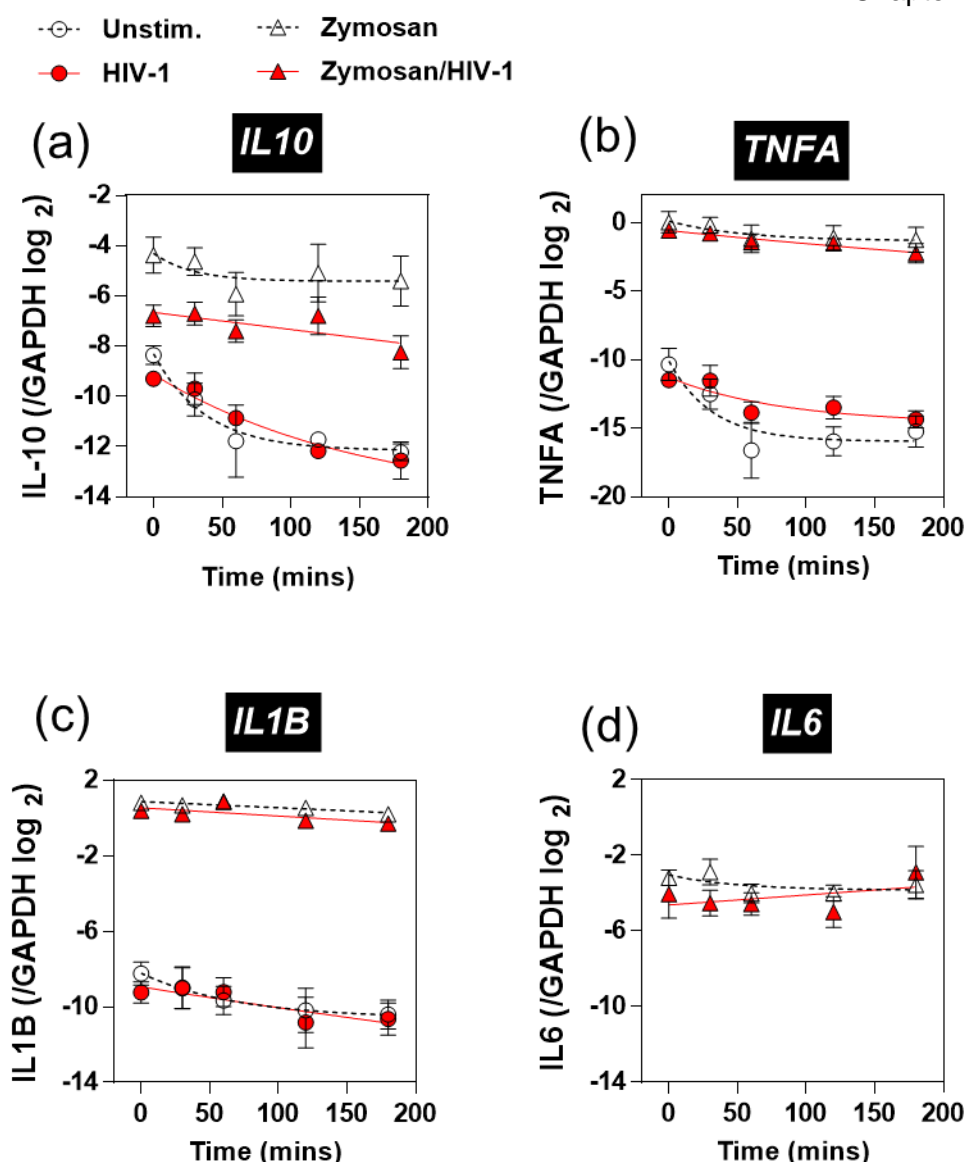 Unstim. Zymosan
HIV-1 Zymosan/HIV-1
(a) IL10
IL-10 (/GAPDH log 2)
-2
-4
-6
-8
-10
-12
-14
0 50 100 150 200
Time (mins)
(b) TNFA
TNFA (/GAPDH log 2)
0
-5
-10
-15
-20
0 50 100 150 200
Time (mins)
(c) IL1B
IL1B (/GAPDH log 2)
2
-2
-6
-10
-14
0 50 100 150 200
Time (mins)
(d) IL6
IL6 (/GAPDH log 2)
2
-2
-6
-10
-14
0 50 100 150 200
Time (mins)